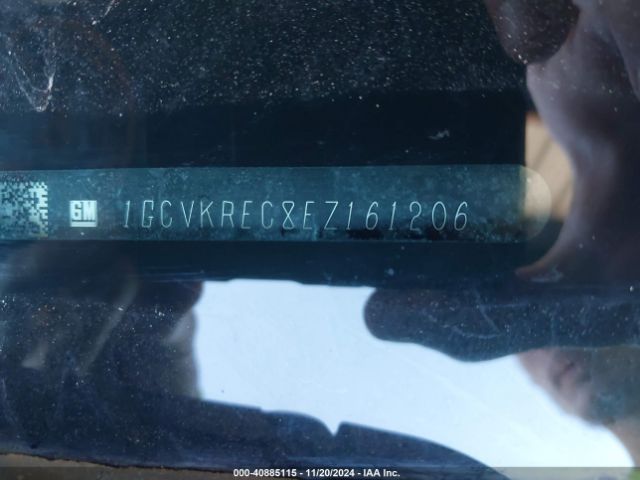 GM 1GCVKREC8EZ161206
000-40885115 - 11/20/2024 - IAA Inc.